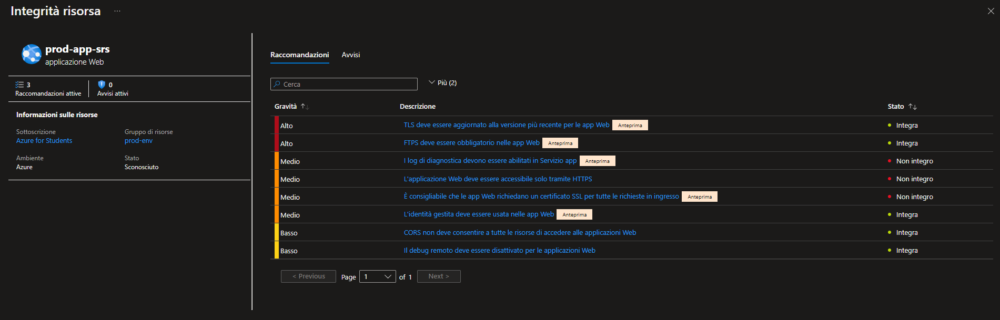 Integrità risorsa ...
prod-app-srs
applicazione Web
3
Raccomandazioni attive
0
Avvisi attivi
Informazioni sulle risorse
Sottoscrizione
Azure for Students
Gruppo di risorse
prod-env
Ambiente
Azure
Stato
Sconosciuto
Raccomandazioni Avvisi
Cerca Più (2)
Gravità Descrizione Stato
Alto TLS deve essere aggiornato alla versione più recente per le app Web Anteprima Integra
Alto FTPS deve essere obbligatorio nelle app Web Anteprima Integra
Medio I log di diagnostica devono essere abilitati in Servizio app Anteprima Non integro
Medio L'applicazione Web deve essere accessibile solo tramite HTTPS Non integro
Medio È consigliabile che le app Web richiedano un certificato SSL per tutte le richieste in ingresso Anteprima Non integro
Medio L'identità gestita deve essere usata nelle app Web Anteprima Integra
Basso CORS non deve consentire a tutte le risorse di accedere alle applicazioni Web Integra
Basso Il debug remoto deve essere disattivato per le applicazioni Web Integra
< Previous Page 1 of 1 Next >